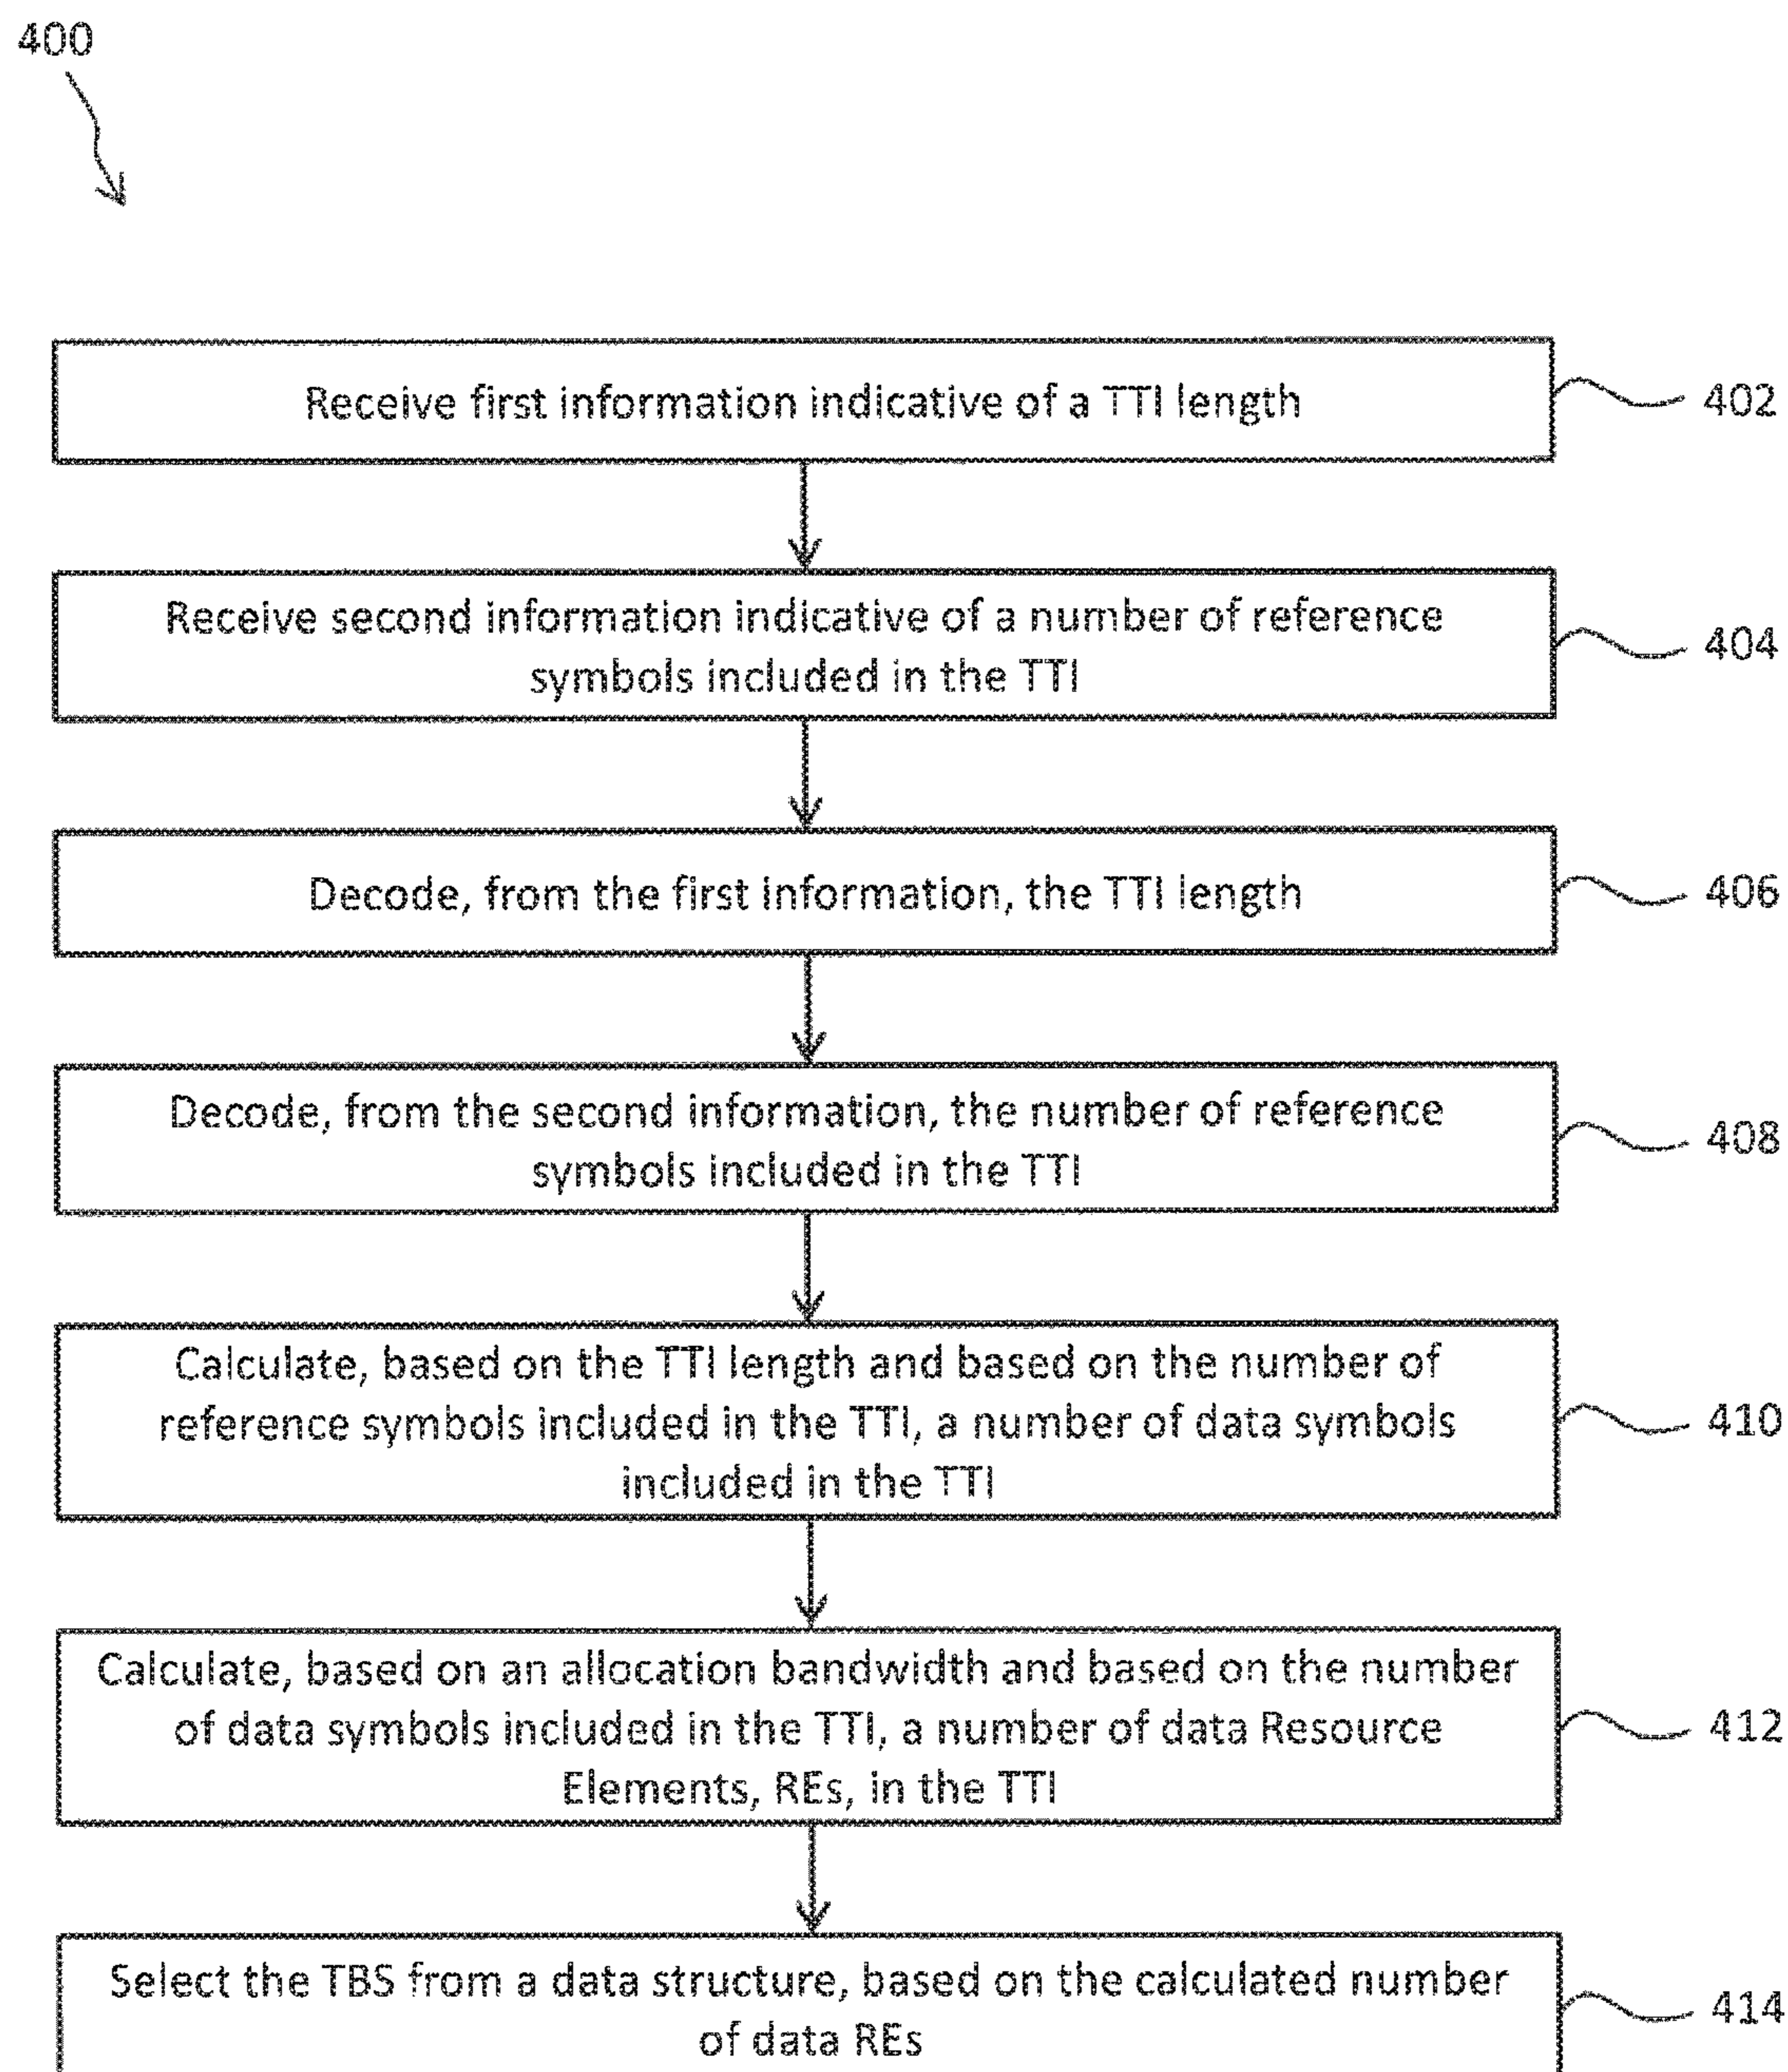 400
Receive first information indicative of a TTI length
402
Receive second information indicative of a number of reference
symbols included in the TTI
404
Decode, from the first information, the TTI length
406
Decode, from the second information, the number of reference
symbols included in the TTI
408
Calculate, based on the TTI length and based on the number of
reference symbols included in the TTI, a number of data symbols
included in the TTI
410
Calculate, based on an allocation bandwidth and based on the number
of data symbols included in the TTI, a number of data Resource
Elements, REs, in the TTI
412
Select the TBS from a data structure, based on the calculated number
of data REs
414